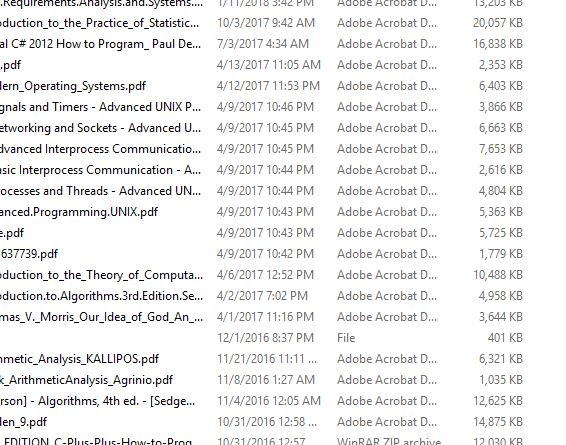 .Requirements.Analysis.and.Systems... 1/11/2018 3:42 PM Adobe Acrobat D... 13,203 KB
oduction_to_the_Practice_of_Statistic... 10/3/2017 9:42 AM Adobe Acrobat D... 20,057 KB
al C# 2012 How to Program_ Paul De... 7/3/2017 4:34 AM Adobe Acrobat D... 16,838 KB
.pdf 4/13/2017 11:05 AM Adobe Acrobat D... 2,353 KB
dern_Operating_Systems.pdf 4/12/2017 11:53 PM Adobe Acrobat D... 6,403 KB
gnals and Timers - Advanced UNIX P... 4/9/2017 10:46 PM Adobe Acrobat D... 3,866 KB
etworking and Sockets - Advanced U... 4/9/2017 10:45 PM Adobe Acrobat D... 6,663 KB
dvanced Interprocess Communicatio... 4/9/2017 10:45 PM Adobe Acrobat D... 7,653 KB
asic Interprocess Communication - A... 4/9/2017 10:44 PM Adobe Acrobat D... 2,616 KB
rocesses and Threads - Advanced UN... 4/9/2017 10:44 PM Adobe Acrobat D... 4,804 KB
anced.Programming.UNIX.pdf 4/9/2017 10:43 PM Adobe Acrobat D... 5,363 KB
e.pdf 4/9/2017 10:43 PM Adobe Acrobat D... 5,725 KB
637739.pdf 4/9/2017 10:42 PM Adobe Acrobat D... 1,779 KB
oduction_to_the_Theory_of_Computa... 4/6/2017 12:52 PM Adobe Acrobat D... 10,488 KB
oduction.to.Algorithms.3rd.Edition.Se... 4/2/2017 7:02 PM Adobe Acrobat D... 4,958 KB
mas_V._Morris_Our_Idea_of_God_An_... 4/1/2017 11:16 PM Adobe Acrobat D... 3,644 KB
12/1/2016 8:37 PM File 401 KB
hmetic_Analysis_KALLIPOS.pdf 11/21/2016 11:11 ... Adobe Acrobat D... 6,321 KB
k_ArithmeticAnalysis_Agrinio.pdf 11/8/2016 1:27 AM Adobe Acrobat D... 1,035 KB
arson] - Algorithms, 4th ed. - [Sedge... 11/4/2016 12:05 AM Adobe Acrobat D... 12,625 KB
den_9.pdf 10/31/2016 12:58 ... Adobe Acrobat D... 14,875 KB
EDITION_C-Plus-Plus-How-to-Prog... 10/31/2016 12:57 ... WinRAR ZIP archive 12,030 KB